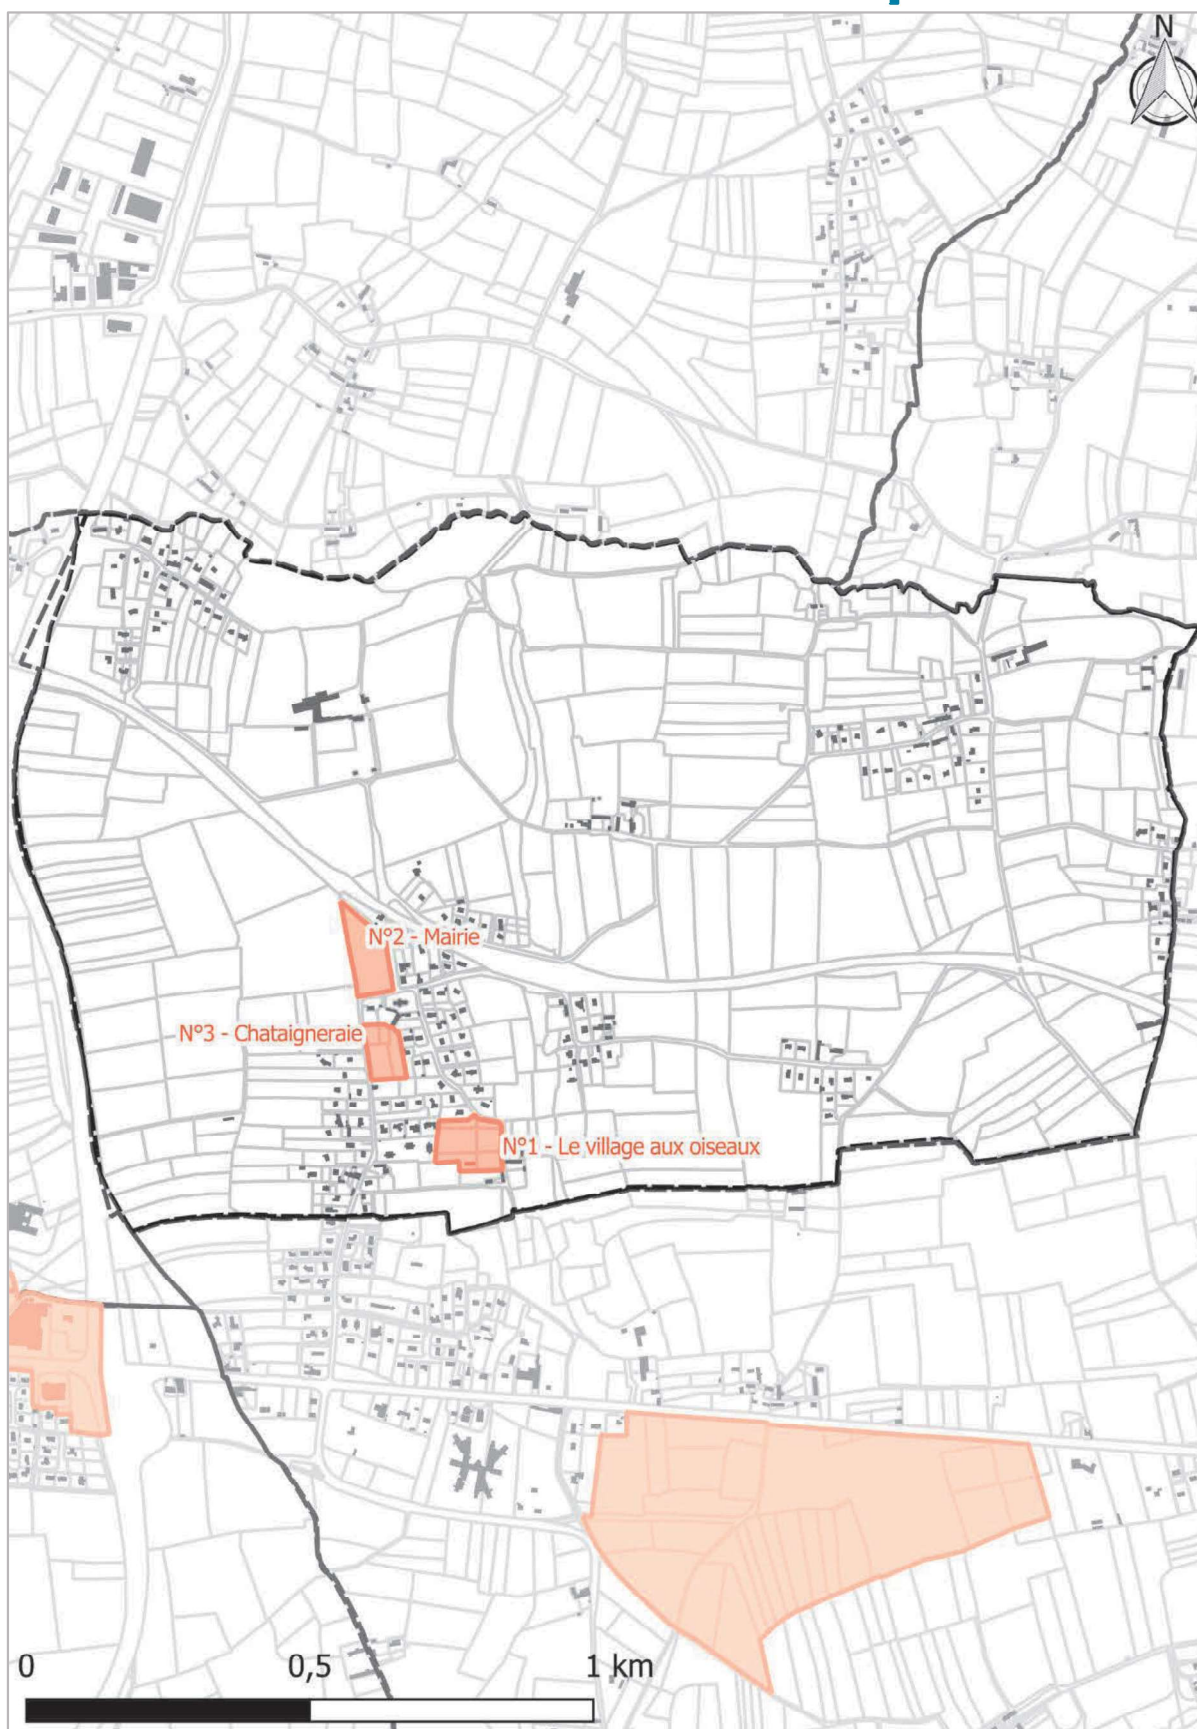 N
N°2 - Mairie
N°3 - Chataigneraie
N°1 - Le village aux oiseaux
0 0,5 1 km